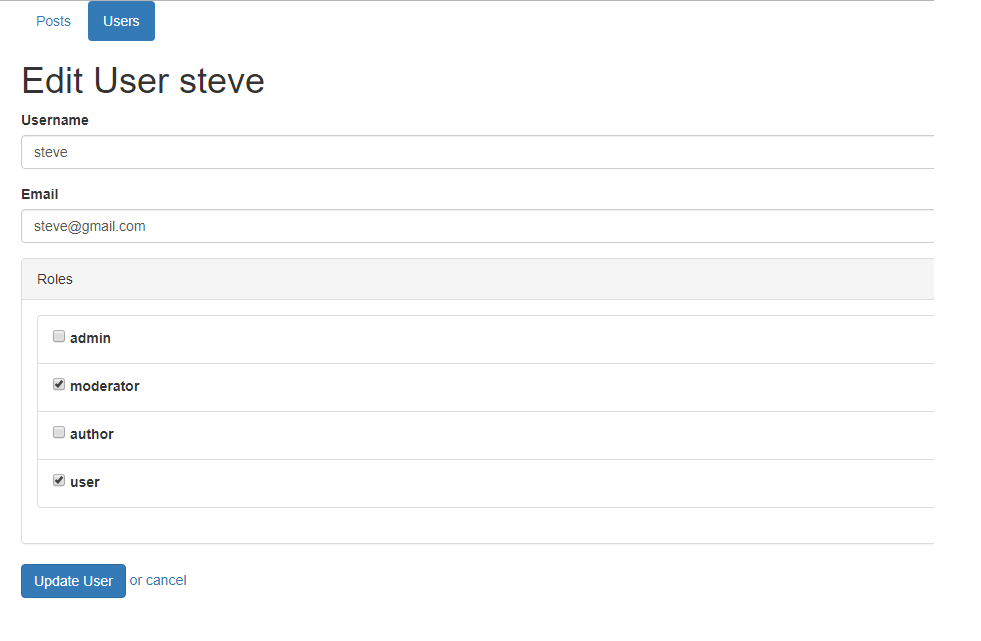 Posts Users
Edit User steve
Username
steve
Email
steve@gmail.com
Roles
admin
moderator
author
user
Update User or cancel